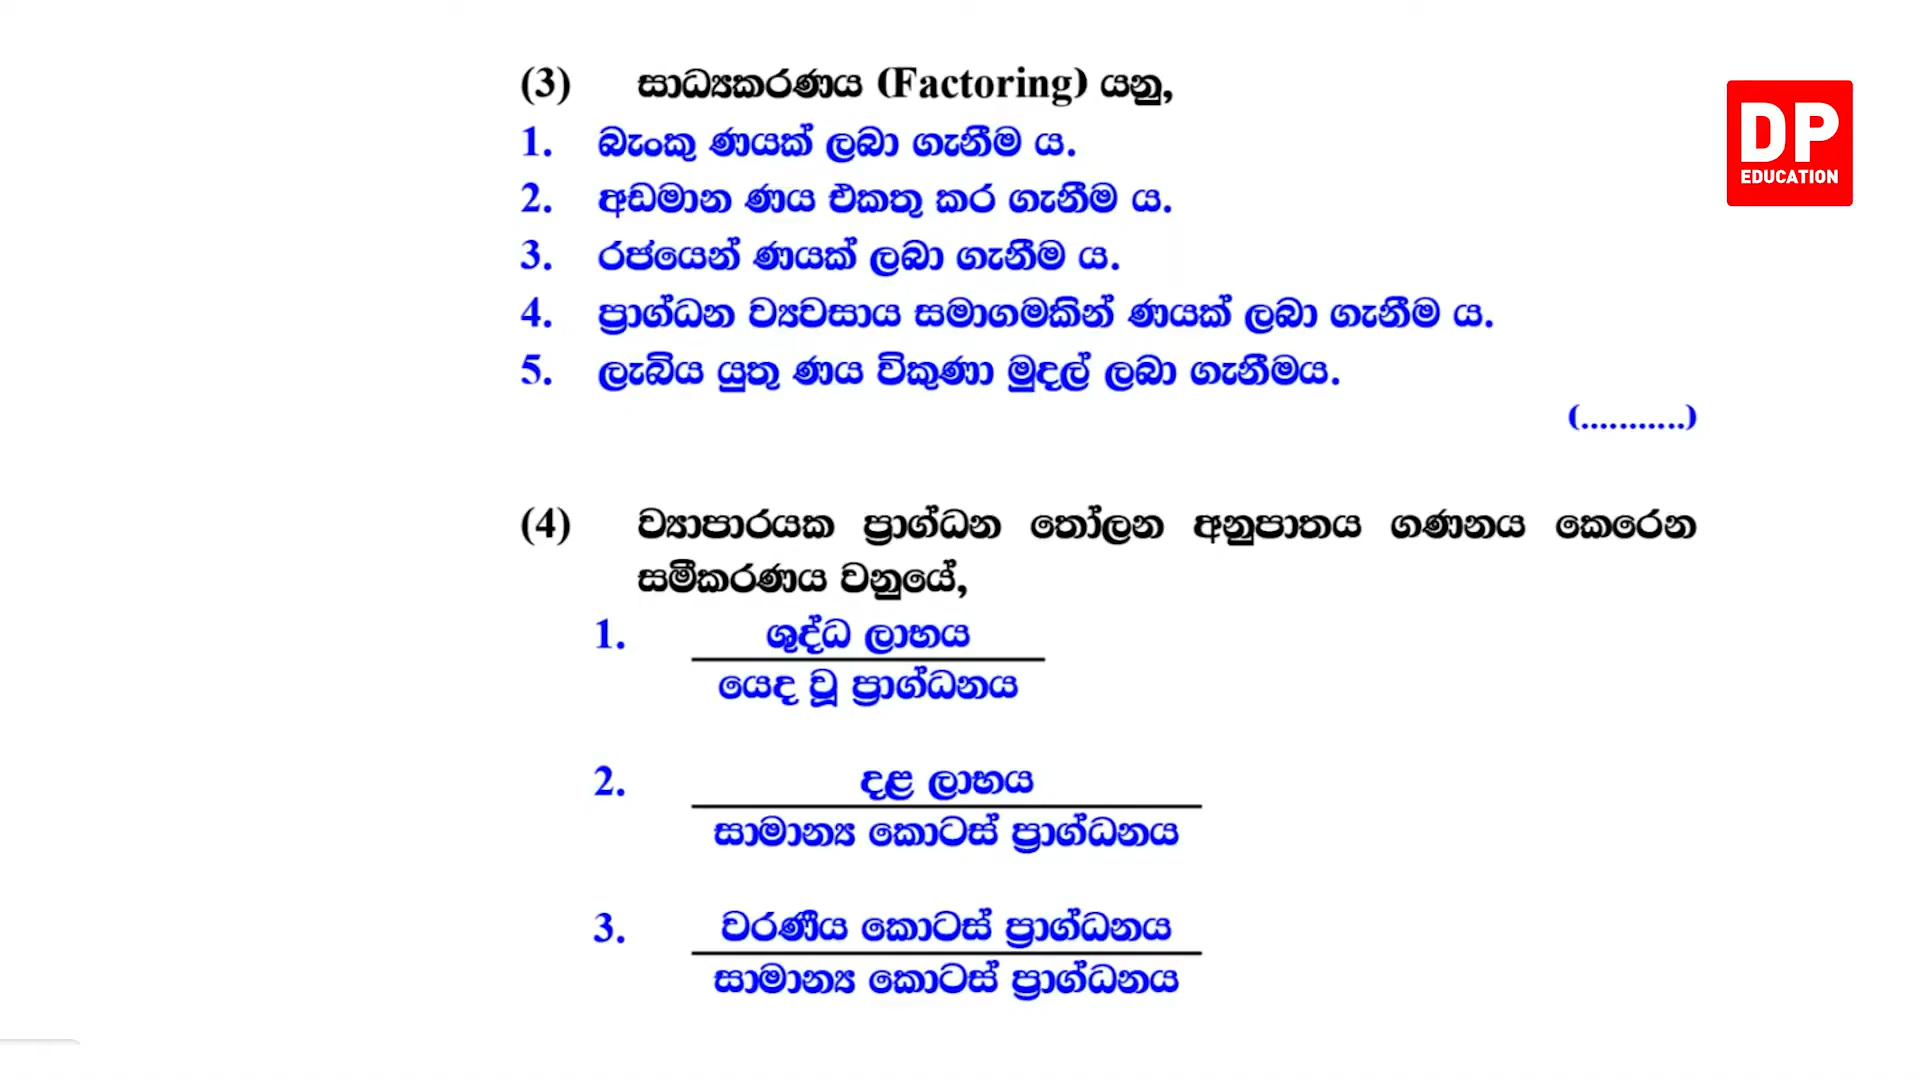 (3) සාධ්‍යකරණය (Factoring) යනු,
1. බැංකු ණයක් ලබා ගැනීම ය.
2. අඩමාන ණය එකතු කර ගැනීම ය.
3. රජයෙන් ණයක් ලබා ගැනීම ය.
4. ප්‍රාග්ධන ව්‍යවසාය සමාගමකින් ණයක් ලබා ගැනීම ය.
5. ලැබිය යුතු ණය විකුණා මුදල් ලබා ගැනීමය.
(...........)
(4) ව්‍යාපාරයක ප්‍රාග්ධන තෝලන අනුපාතය ගණනය කෙරෙන
සමීකරණය වනුයේ,
1. ශුද්ධ ලාභය
යෙද වූ ප්‍රාග්ධනය
2. දළ ලාභය
සාමාන්‍ය කොටස් ප්‍රාග්ධනය
3. වරණීය කොටස් ප්‍රාග්ධනය
සාමාන්‍ය කොටස් ප්‍රාග්ධනය
DP
EDUCATION